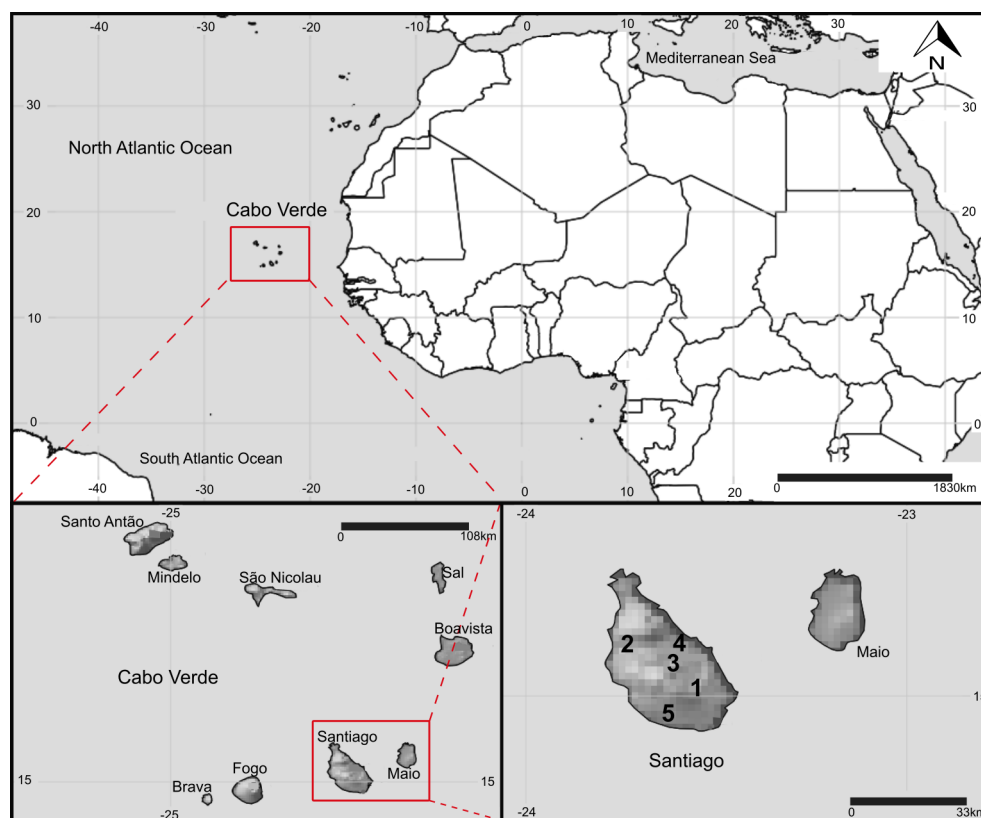 -40 -30 -20 -10 0 10 20 30
Mediterranean Sea
N
30 30
North Atlantic Ocean
20 20
Cabo Verde
10 10
0 0
South Atlantic Ocean
0 1830km
-40 -30 -20 -10 0 10 20
-25
Santo Antão
0 108km
Mindelo
São Nicolau
Sal
Boavista
Cabo Verde
Santiago
Maio
Fogo
Brava
15 15
-25
-24 -23
2 4
3
1
5
Maio
Santiago
-24
0 33km